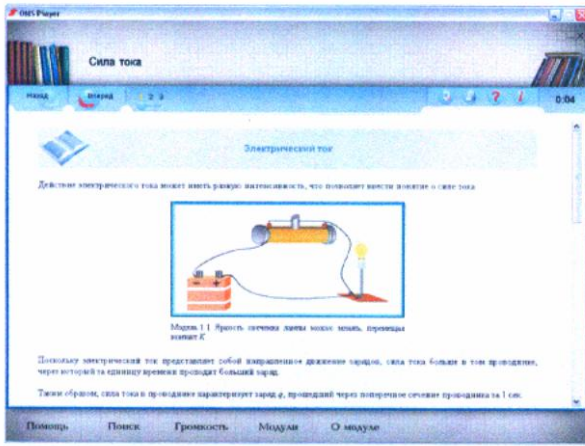 OMS Player
Сила тока
Назад
Вперед
2 3
? i
0:04
Электрический ток
Действие электрического тока может иметь разную интенсивность, что позволяет ввести понятие о силе тока
Модель 1.1 Яркость свечения лампы можно менять, перемещая
контакт К
Поскольку электрический ток представляет собой направленное движение зарядов, сила тока больше в том проводнике,
через который за единицу времени проходит больший заряд.
Таким образом, сила тока в проводнике характеризует заряд q, прошедший через поперечное сечение проводника за 1 сек.
Помощь
Поиск
Громкость
Модули
О модуле